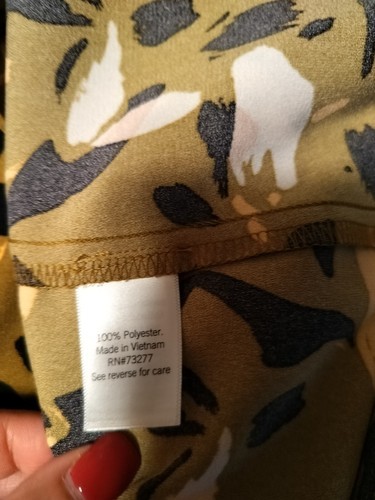 100% Polyester.
Made in Vietnam
RN#73277
See reverse for care